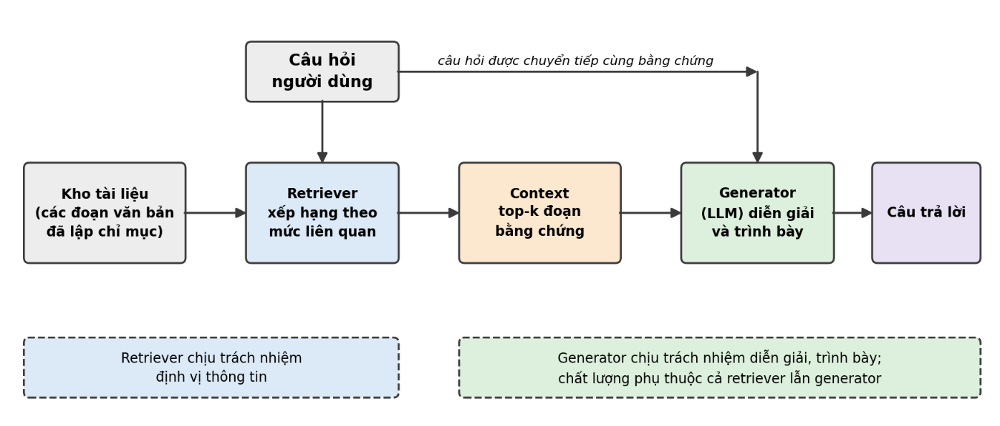 Câu hỏi
người dùng
câu hỏi được chuyển tiếp cùng bằng chứng
Kho tài liệu
(các đoạn văn bản
đã lập chỉ mục)
Retriever
xếp hạng theo
mức liên quan
Context
top-k đoạn
bằng chứng
Generator
(LLM) diễn giải
và trình bày
Câu trả lời
Retriever chịu trách nhiệm
định vị thông tin
Generator chịu trách nhiệm diễn giải, trình bày;
chất lượng phụ thuộc cả retriever lẫn generator